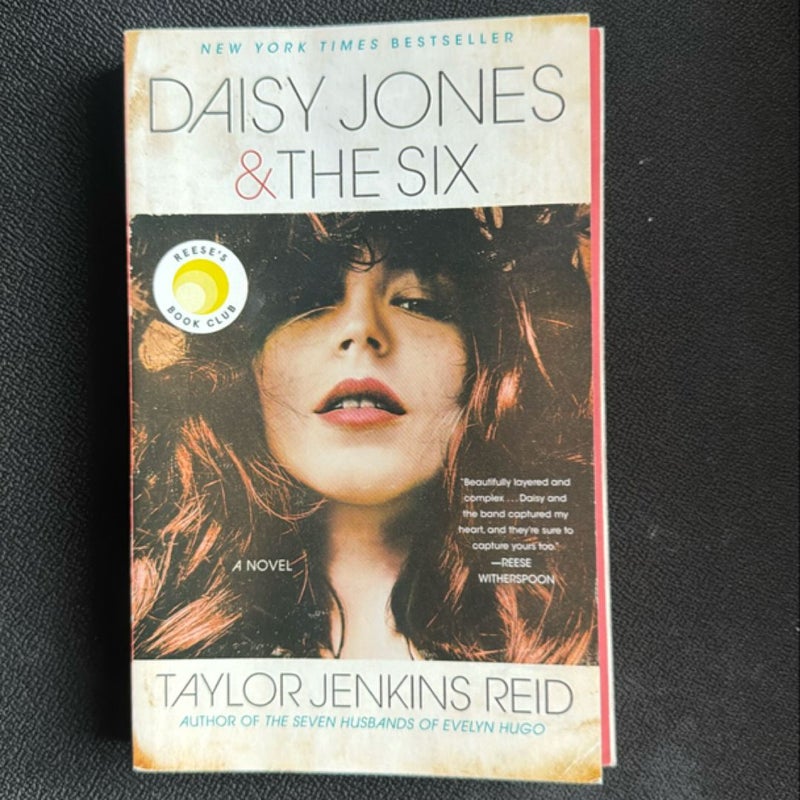 NEW YORK TIMES BESTSELLER
DAISY JONES
& THE SIX
REESE'S
BOOK CLUB
"Beautifully layered and
complex . . . Daisy and
the band captured my
heart, and they're sure to
capture yours too."
—REESE
WITHERSPOON
A NOVEL
TAYLOR JENKINS REID
AUTHOR OF THE SEVEN HUSBANDS OF EVELYN HUGO